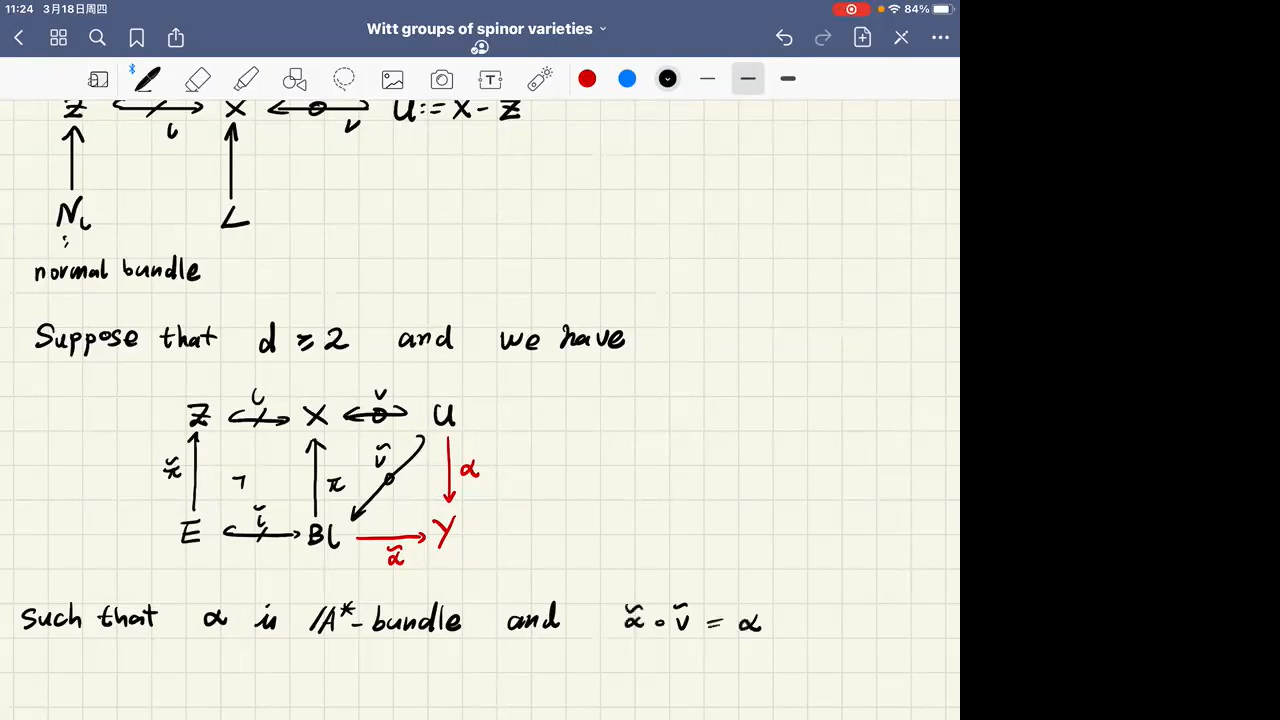 11:24 3月18日周四
84%
Witt groups of spinor varieties
T
Z X U := X - Z
ι v
N_ι L
normal bundle
Suppose that d ≥ 2 and we have
ι v
Z X U
π̃ π ṽ α
ι̃
E Bl Y
α̃
Such that α is /A*-bundle and α̃ ∘ ṽ = α